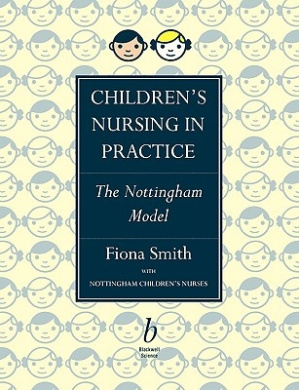 CHILDREN'S
NURSING IN
PRACTICE
The Nottingham
Model
Fiona Smith
WITH
NOTTINGHAM CHILDREN'S NURSES
b
Blackwell
Science